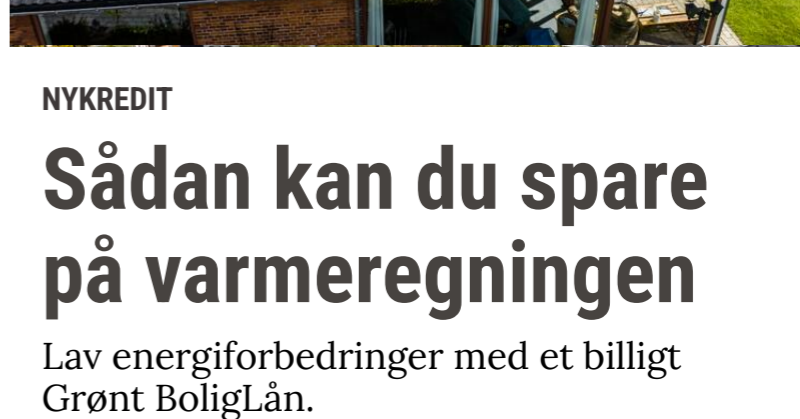 NYKREDIT
Sådan kan du spare
på varmeregningen
Lav energiforbedringer med et billigt
Grønt BoligLån.